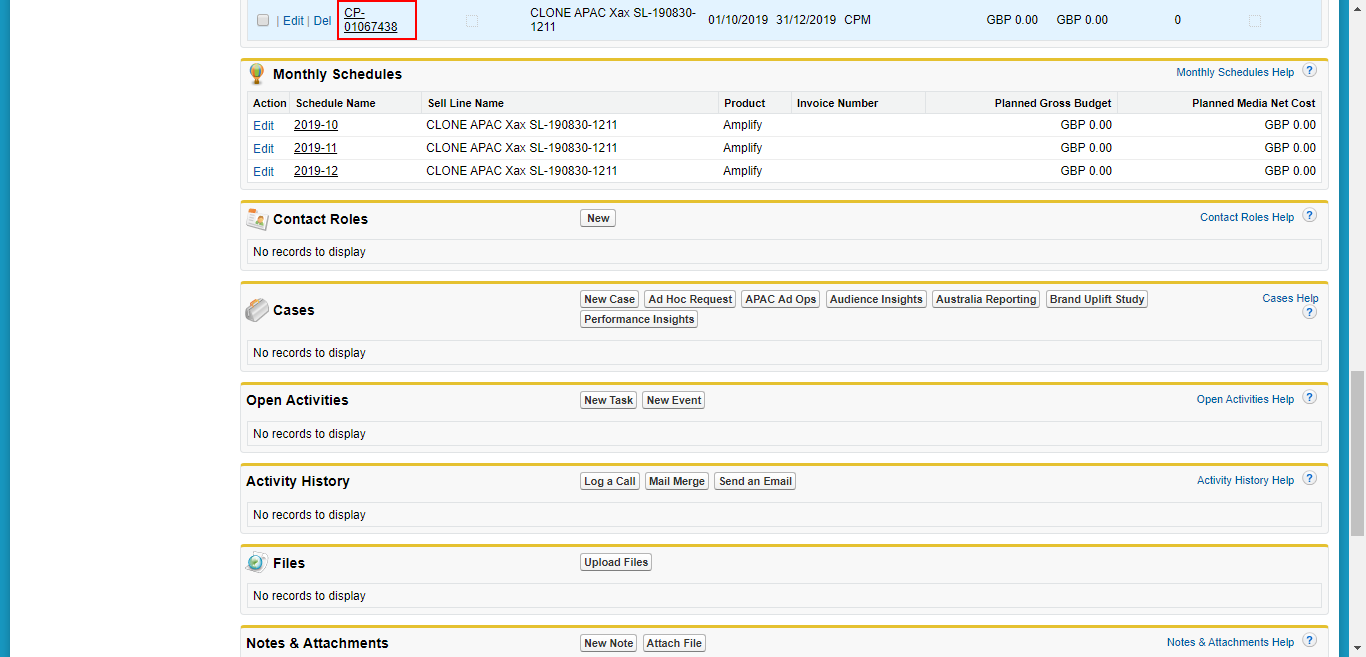 | Edit | Del CP-01067438 CLONE APAC Xax SL-190830-1211 01/10/2019 31/12/2019 CPM GBP 0.00 GBP 0.00 0
Monthly Schedules Monthly Schedules Help ?
Action Schedule Name Sell Line Name Product Invoice Number Planned Gross Budget Planned Media Net Cost
Edit 2019-10 CLONE APAC Xax SL-190830-1211 Amplify GBP 0.00 GBP 0.00
Edit 2019-11 CLONE APAC Xax SL-190830-1211 Amplify GBP 0.00 GBP 0.00
Edit 2019-12 CLONE APAC Xax SL-190830-1211 Amplify GBP 0.00 GBP 0.00
Contact Roles New Contact Roles Help ?
No records to display
Cases New Case Ad Hoc Request APAC Ad Ops Audience Insights Australia Reporting Brand Uplift Study Cases Help ?
Performance Insights
No records to display
Open Activities New Task New Event Open Activities Help ?
No records to display
Activity History Log a Call Mail Merge Send an Email Activity History Help ?
No records to display
Files Upload Files
No records to display
Notes & Attachments New Note Attach File Notes & Attachments Help ?